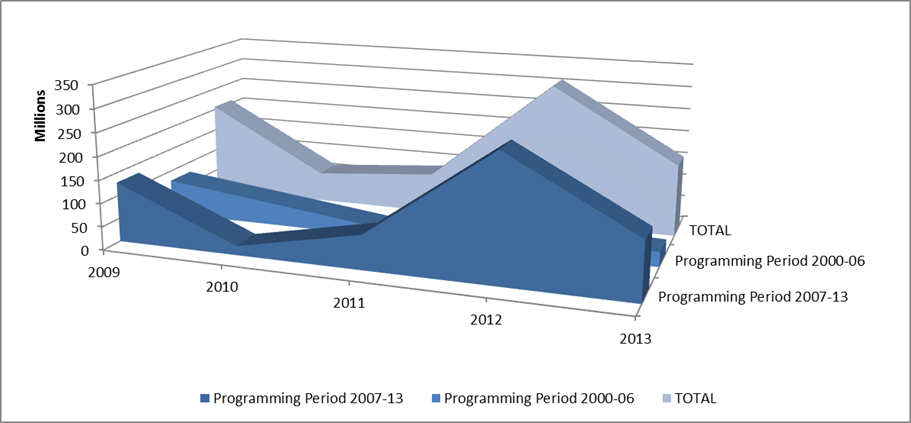 Millions
350
300
250
200
150
100
50
0
2009
2010
2011
2012
2013
TOTAL
Programming Period 2000-06
Programming Period 2007-13
Programming Period 2007-13 Programming Period 2000-06 TOTAL